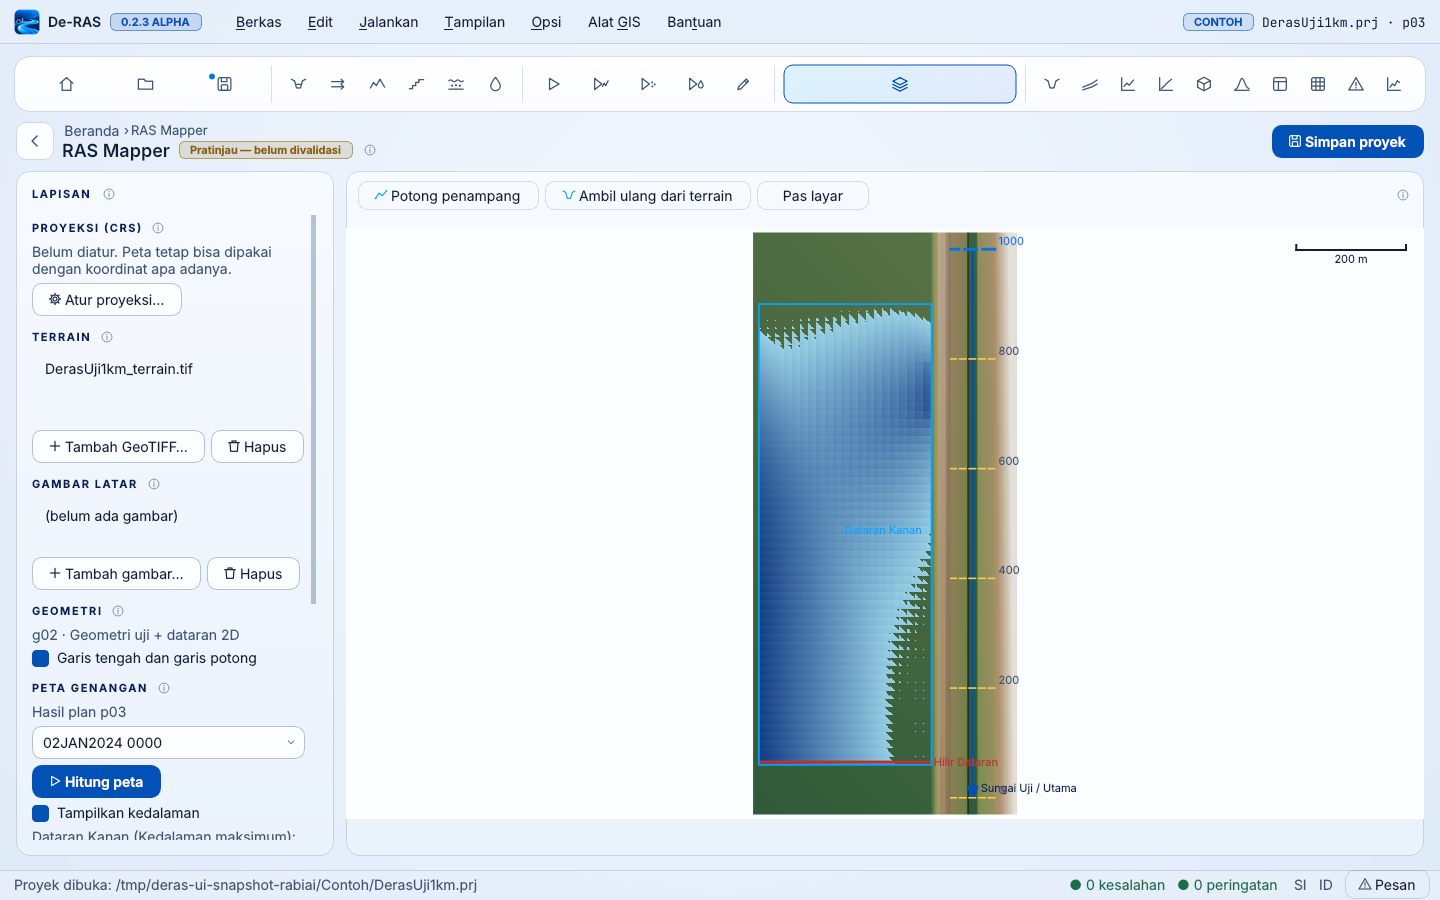 De-RAS 0.2.3 ALPHA Berkas Edit Jalankan Tampilan Opsi Alat GIS Bantuan CONTOH DerasUji1km.prj · p03
Beranda › RAS Mapper
RAS Mapper Pratinjau — belum divalidasi
Simpan proyek
LAPISAN
PROYEKSI (CRS)
Belum diatur. Peta tetap bisa dipakai
dengan koordinat apa adanya.
Atur proyeksi...
TERRAIN
DerasUji1km_terrain.tif
Tambah GeoTIFF... Hapus
GAMBAR LATAR
(belum ada gambar)
Tambah gambar... Hapus
GEOMETRI
g02 · Geometri uji + dataran 2D
Garis tengah dan garis potong
PETA GENANGAN
Hasil plan p03
02JAN2024 0000
Hitung peta
Tampilkan kedalaman
Dataran Kanan (Kedalaman maksimum):
Potong penampang Ambil ulang dari terrain Pas layar
1000
200 m
800
600
Dataran Kanan
400
200
Hilir Dataran
Sungai Uji / Utama
Proyek dibuka: /tmp/deras-ui-snapshot-rabiai/Contoh/DerasUji1km.prj
0 kesalahan 0 peringatan SI ID Pesan